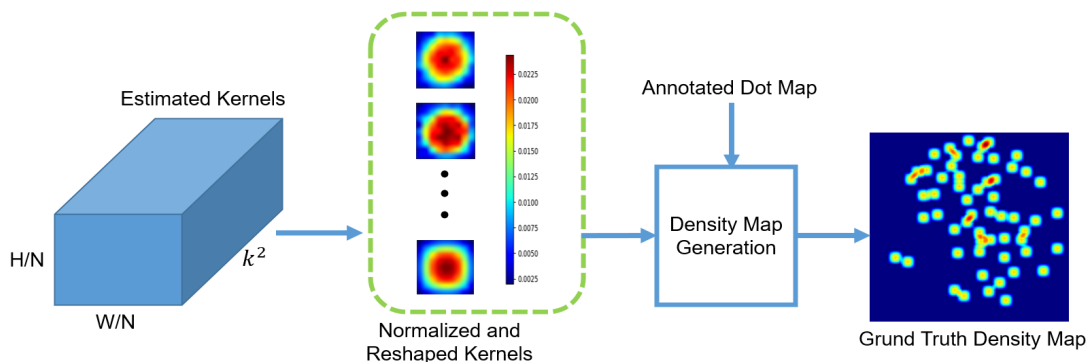 Estimated Kernels
H/N
W/N
k²
0.0225
0.0200
0.0175
0.0150
0.0125
0.0100
0.0075
0.0050
0.0025
Normalized and
Reshaped Kernels
Annotated Dot Map
Density Map
Generation
Grund Truth Density Map